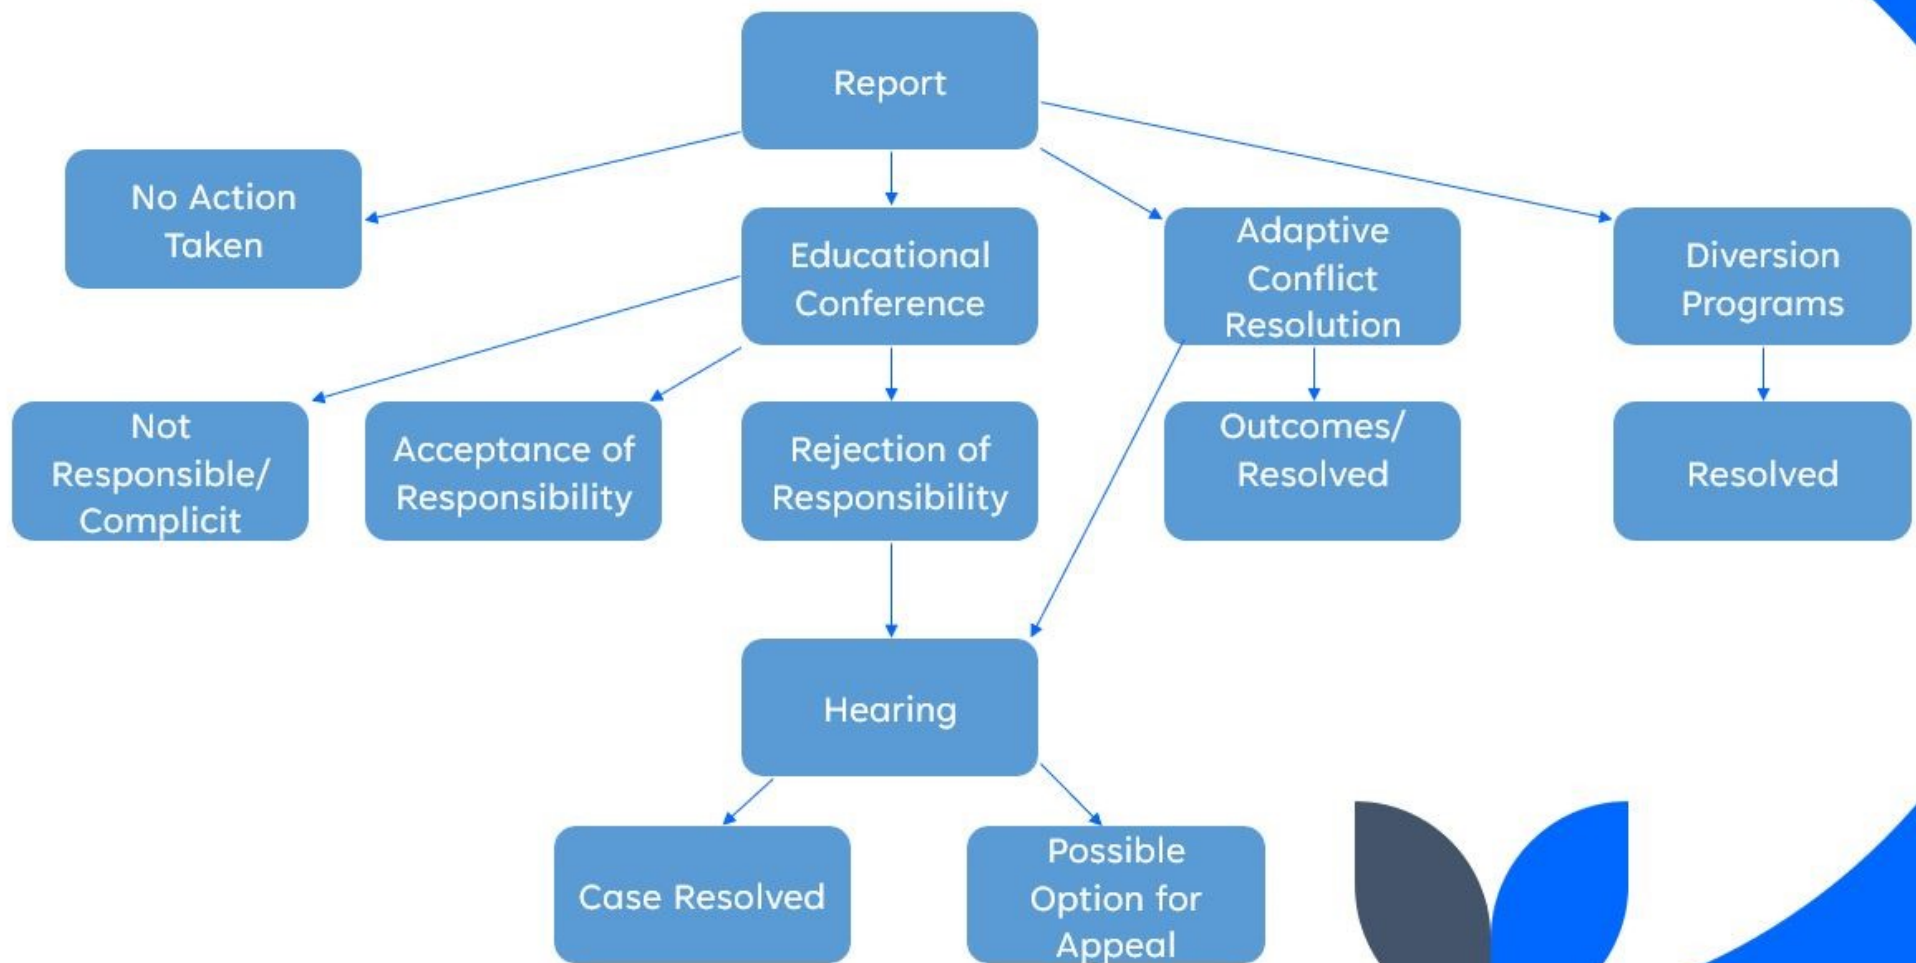 Report
No Action
Taken
Educational
Conference
Adaptive
Conflict
Resolution
Diversion
Programs
Not
Responsible/
Complicit
Acceptance of
Responsibility
Rejection of
Responsibility
Outcomes/
Resolved
Resolved
Hearing
Case Resolved
Possible
Option for
Appeal